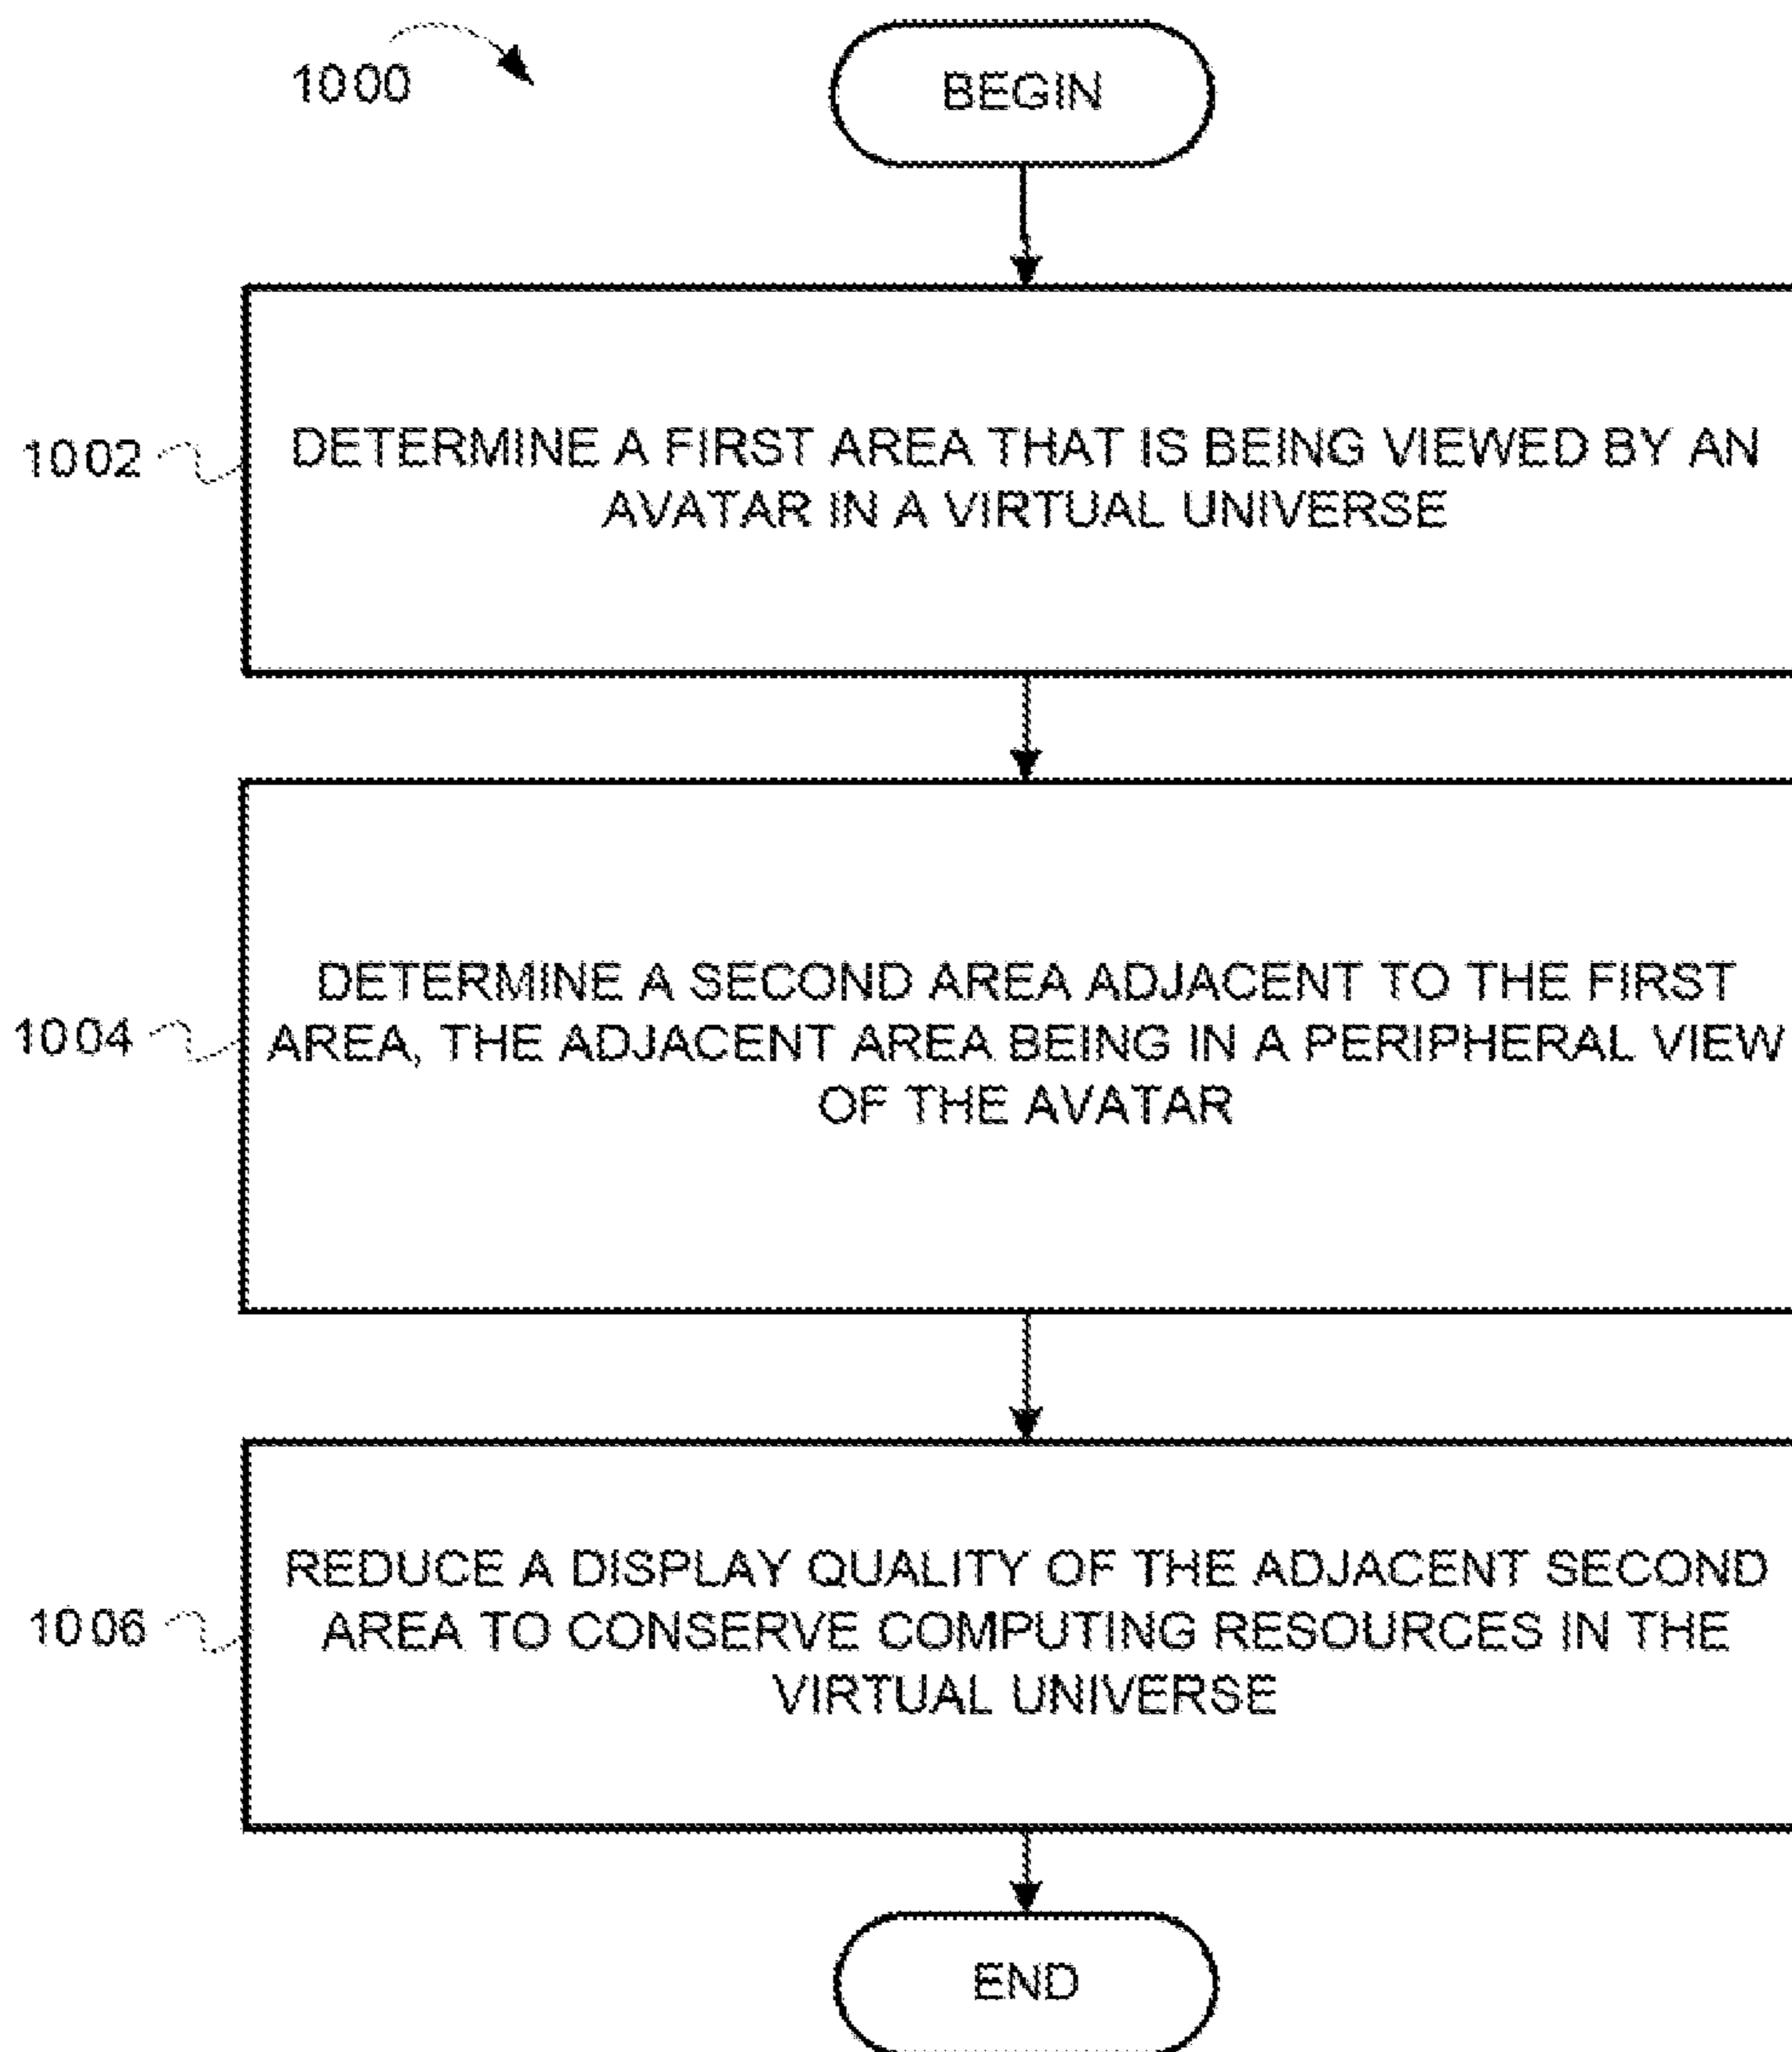 1000
BEGIN
1002
DETERMINE A FIRST AREA THAT IS BEING VIEWED BY AN
AVATAR IN A VIRTUAL UNIVERSE
DETERMINE A SECOND AREA ADJACENT TO THE FIRST
1004
AREA, THE ADJACENT AREA BEING IN A PERIPHERAL VIEW
OF THE AVATAR
REDUCE A DISPLAY QUALITY OF THE ADJACENT SECOND
1006
AREA TO CONSERVE COMPUTING RESOURCES IN THE
VIRTUAL UNIVERSE
END